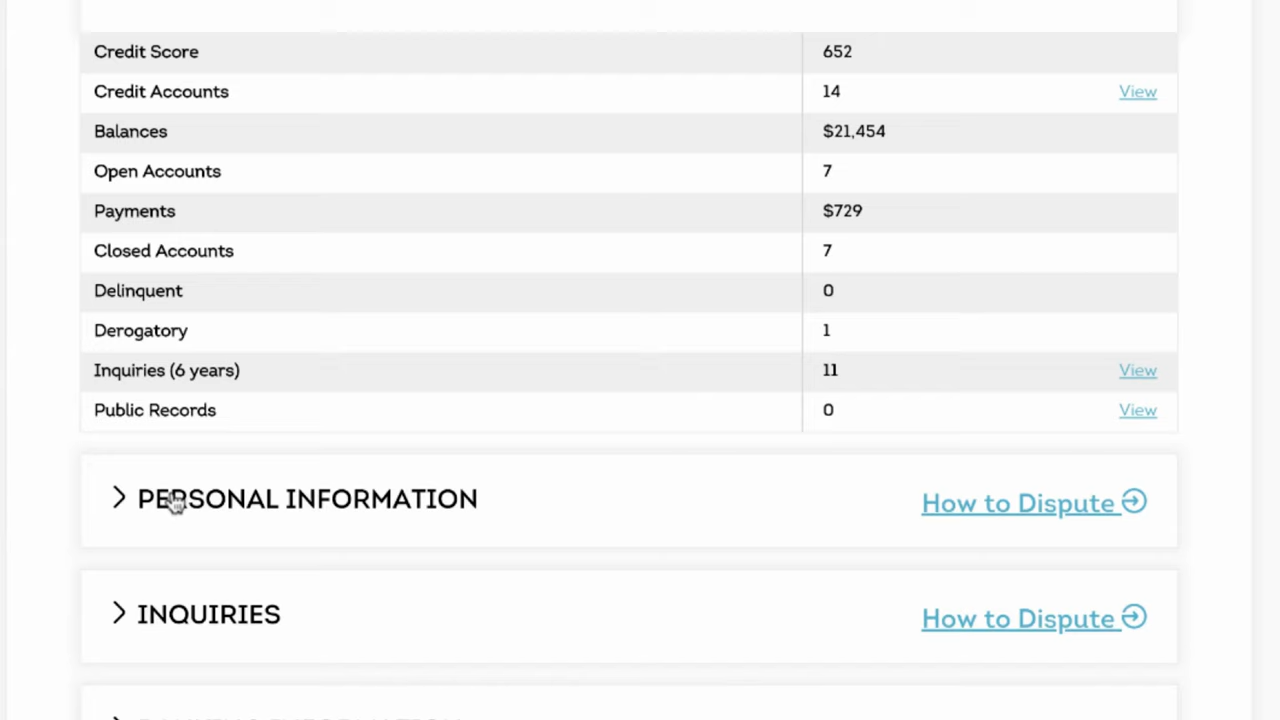 Credit Score 652
Credit Accounts 14 View
Balances $21,454
Open Accounts 7
Payments $729
Closed Accounts 7
Delinquent 0
Derogatory 1
Inquiries (6 years) 11 View
Public Records 0 View
PERSONAL INFORMATION How to Dispute
INQUIRIES How to Dispute